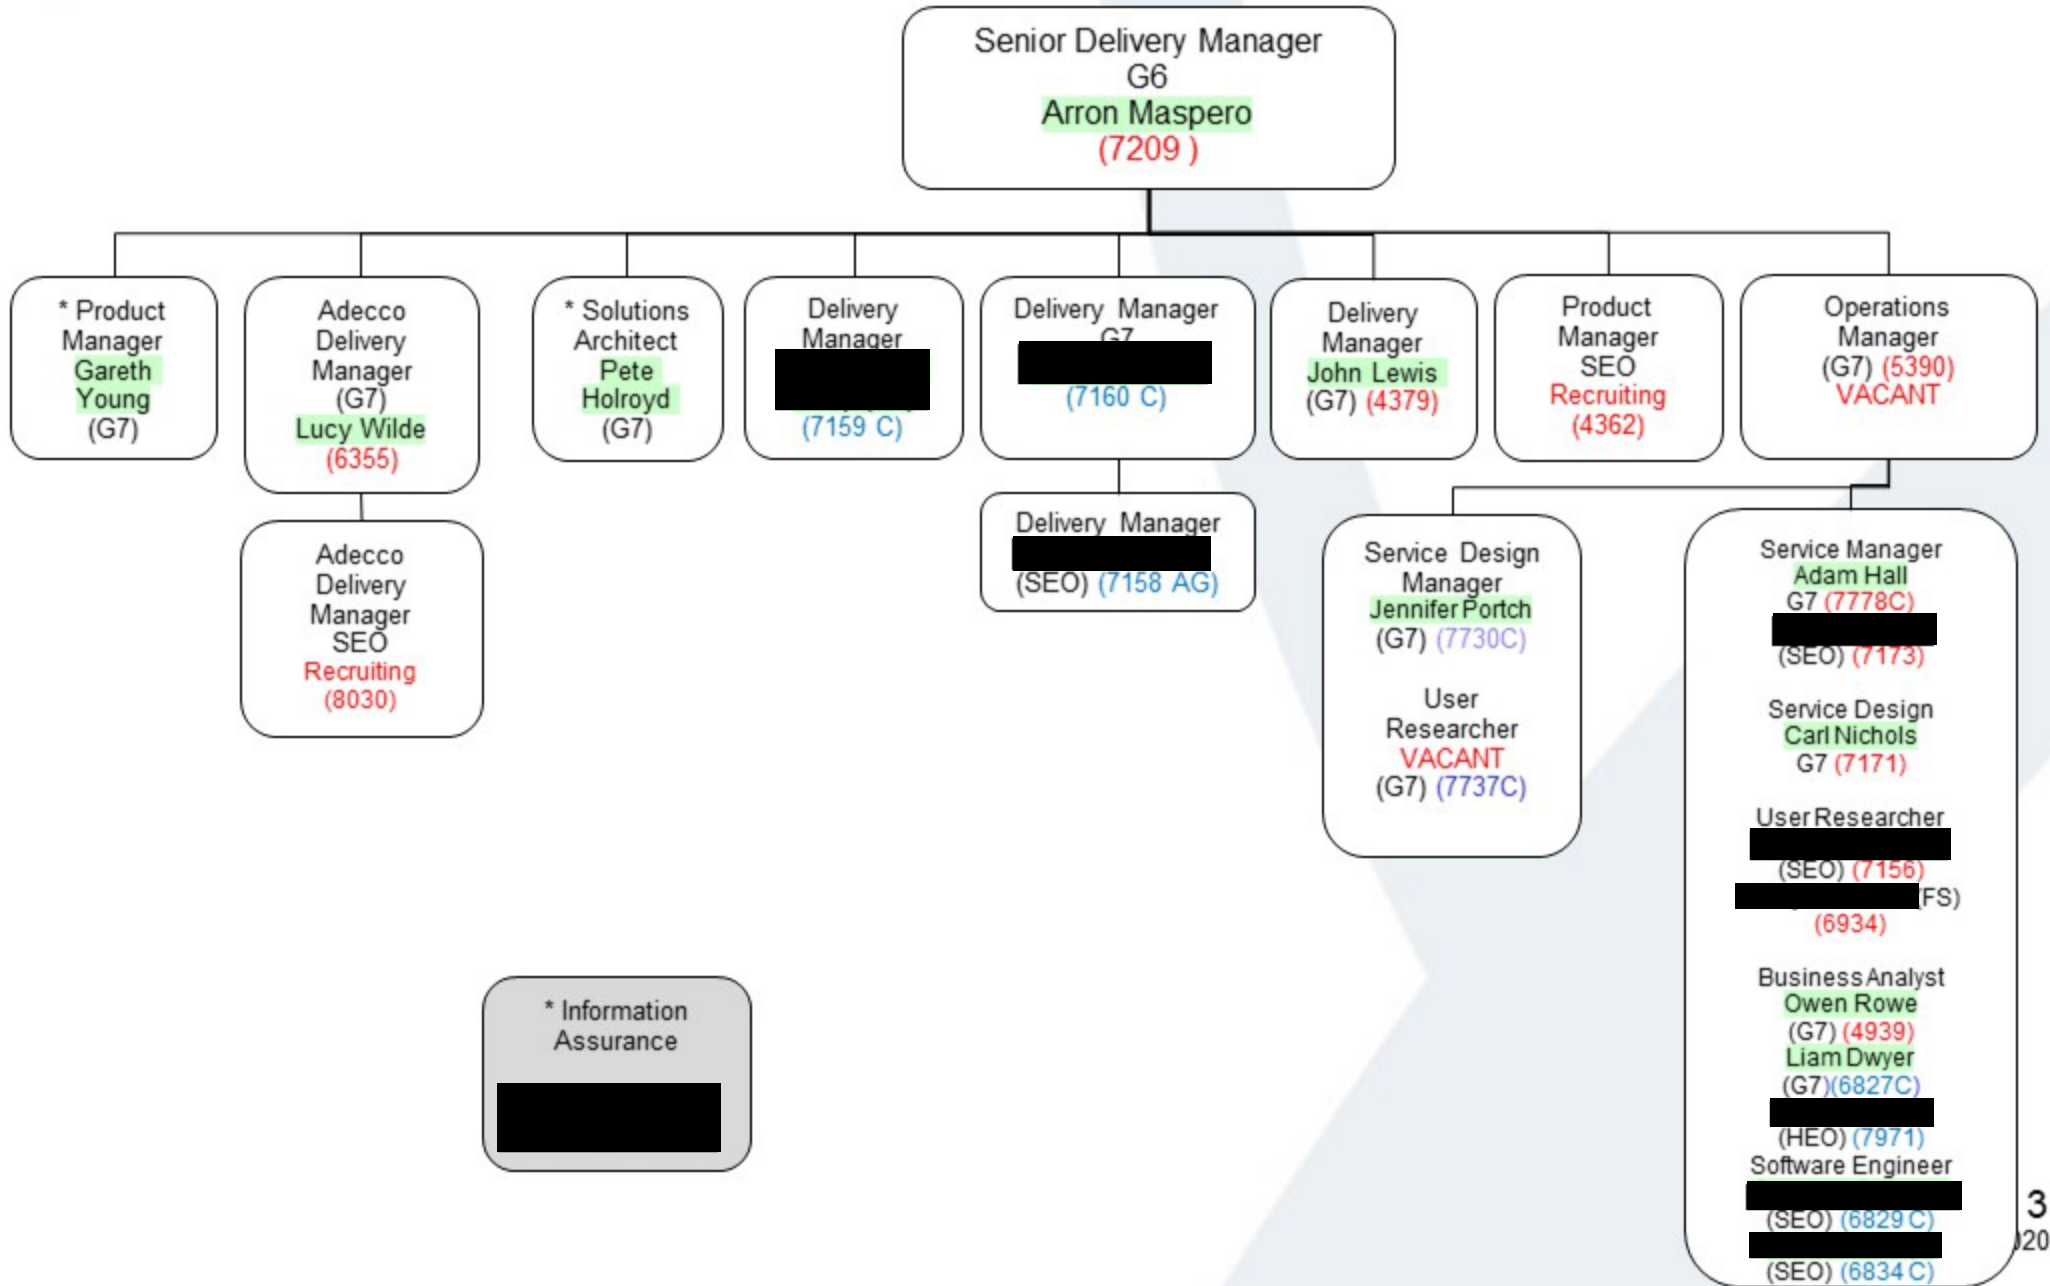 Senior Delivery Manager
G6
Arron Maspero
(7209 )
* Product
Manager
Gareth
Young
(G7)
Adecco
Delivery
Manager
(G7)
Lucy Wilde
(6355)
* Solutions
Architect
Pete
Holroyd
(G7)
Delivery
Manager
(7159 C)
Delivery Manager
G7
(7160 C)
Delivery
Manager
John Lewis
(G7) (4379)
Product
Manager
SEO
Recruiting
(4362)
Operations
Manager
(G7) (5390)
VACANT
Adecco
Delivery
Manager
SEO
Recruiting
(8030)
Delivery Manager
(SEO) (7158 AG)
Service Design
Manager
Jennifer Portch
(G7) (7730C)
User
Researcher
VACANT
(G7) (7737C)
Service Manager
Adam Hall
G7 (7778C)
(SEO) (7173)
Service Design
Carl Nichols
G7 (7171)
User Researcher
(SEO) (7156)
(FS)
(6934)
Business Analyst
Owen Rowe
(G7) (4939)
Liam Dwyer
(G7)(6827C)
(HEO) (7971)
Software Engineer
(SEO) (6829 C)
(SEO) (6834 C)
* Information
Assurance
3